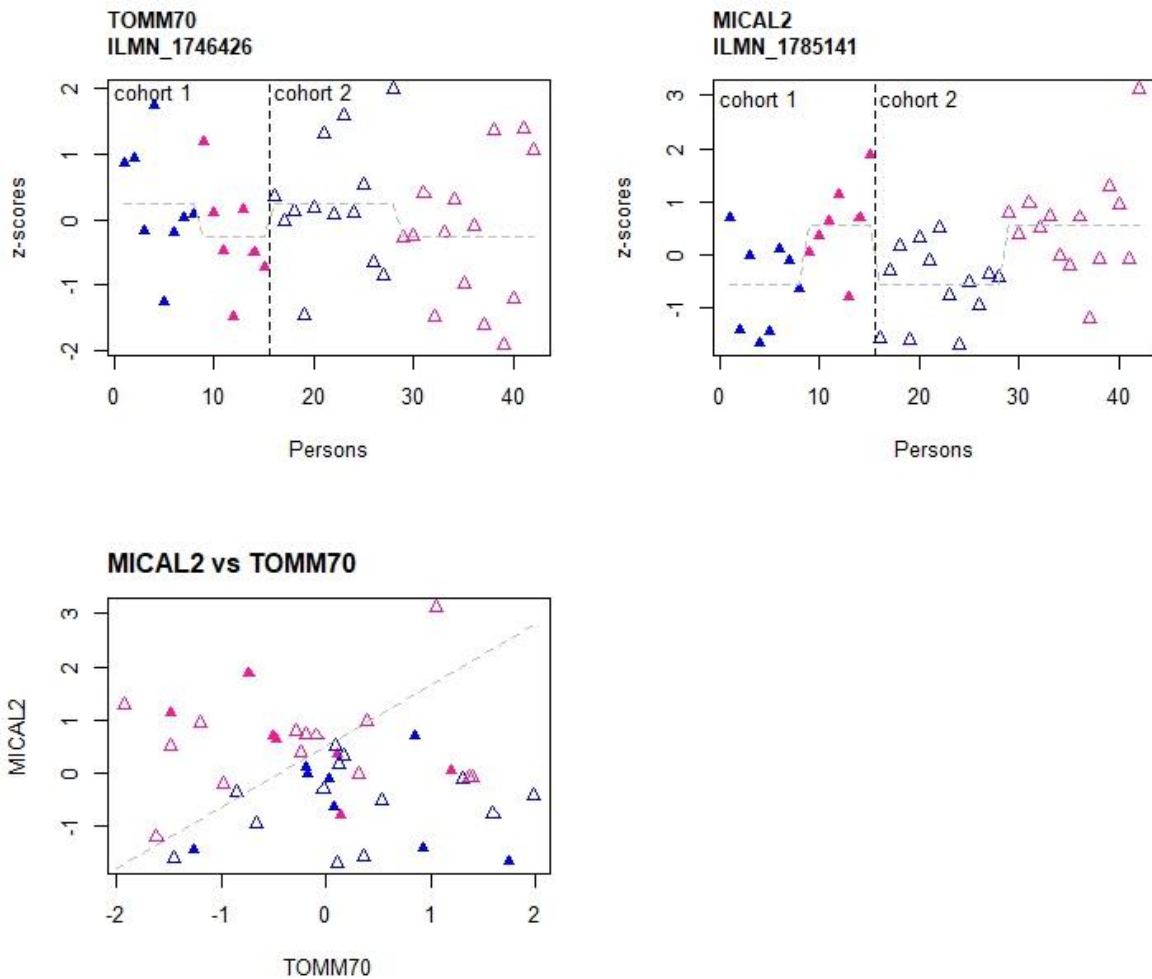 TOMM70
ILMN_1746426
cohort 1
cohort 2
z-scores
2
1
0
-1
-2
0
10
20
30
40
Persons
MICAL2
ILMN_1785141
cohort 1
cohort 2
z-scores
3
2
1
0
-1
0
10
20
30
40
Persons
MICAL2 vs TOMM70
MICAL2
3
2
1
0
-1
-2
-1
0
1
2
TOMM70